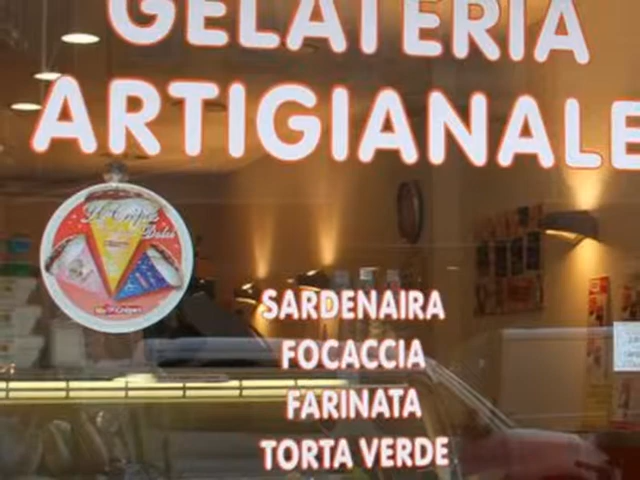 GELATERIA
ARTIGIANALE
SARDENAIRA
FOCACCIA
FARINATA
TORTA VERDE